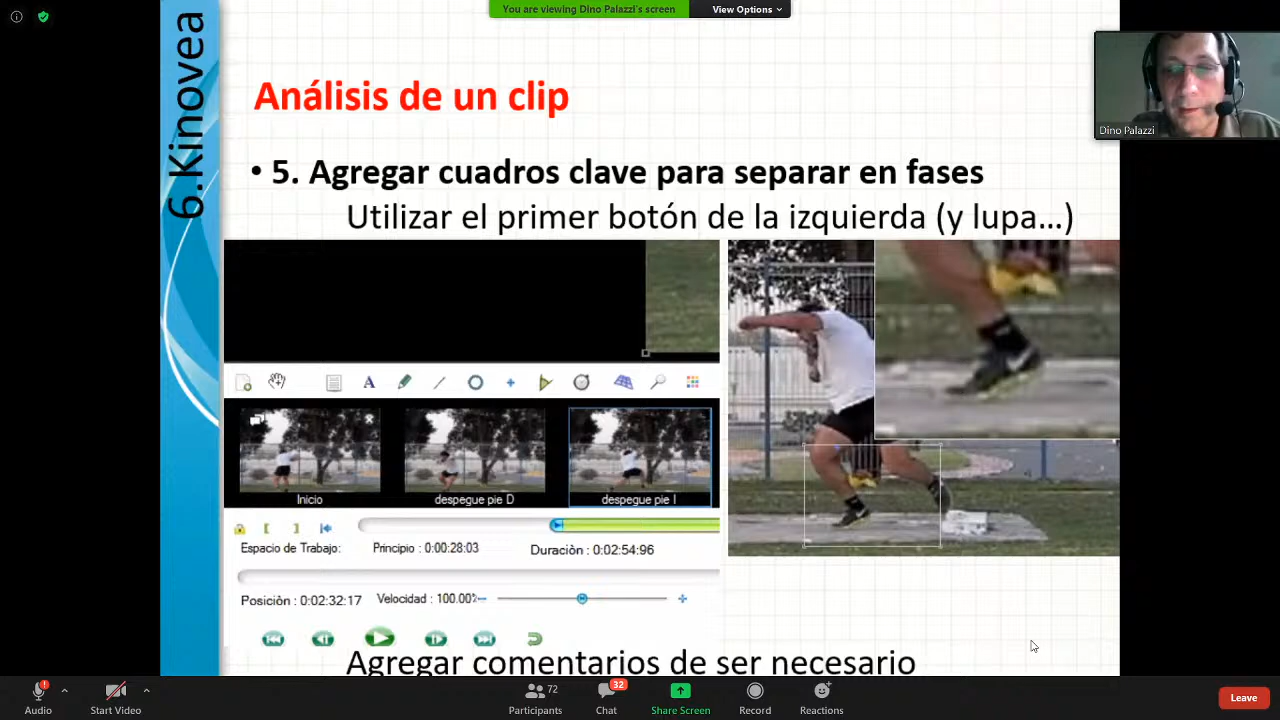 You are viewing Dino Palazzi's screen
View Options
6.Kinovea
Dino Palazzi
Análisis de un clip
• 5. Agregar cuadros clave para separar en fases
Utilizar el primer botón de la izquierda (y lupa...)
A
Inicio
despegue pie D
despegue pie I
Espacio de Trabajo:
Principio : 0:00:28:03
Duraciòn : 0:02:54:96
Posiciòn : 0:02:32:17
Velocidad : 100.00%
Agregar comentarios de ser necesario
Audio
Start Video
72
Participants
32
Chat
Share Screen
Record
Reactions
Leave